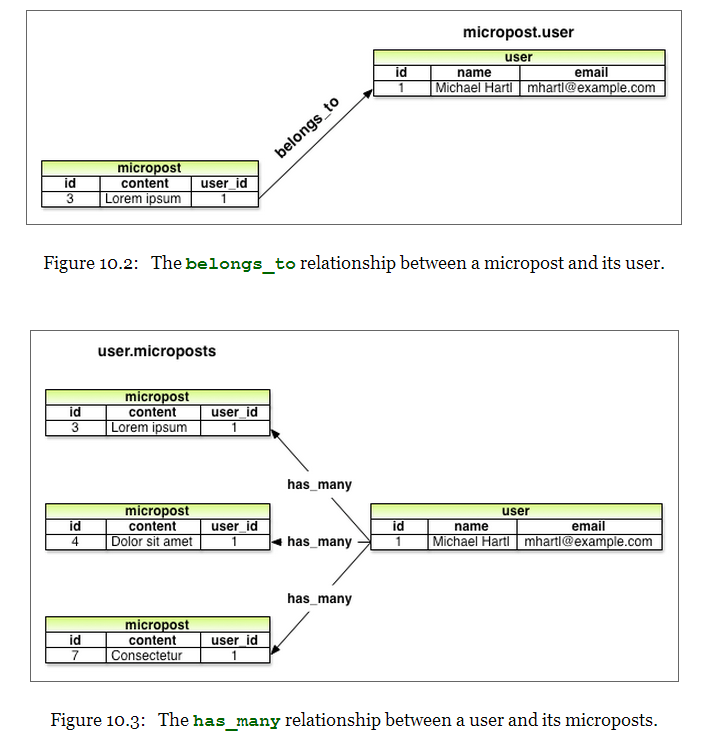 micropost.user
user
id name email
1 Michael Hartl mhartl@example.com
belongs_to
micropost
id content user_id
3 Lorem ipsum 1
Figure 10.2: The belongs_to relationship between a micropost and its user.
user.microposts
micropost
id content user_id
3 Lorem ipsum 1
has_many
micropost
id content user_id
4 Dolor sit amet 1
has_many
user
id name email
1 Michael Hartl mhartl@example.com
has_many
micropost
id content user_id
7 Consectetur 1
Figure 10.3: The has_many relationship between a user and its microposts.